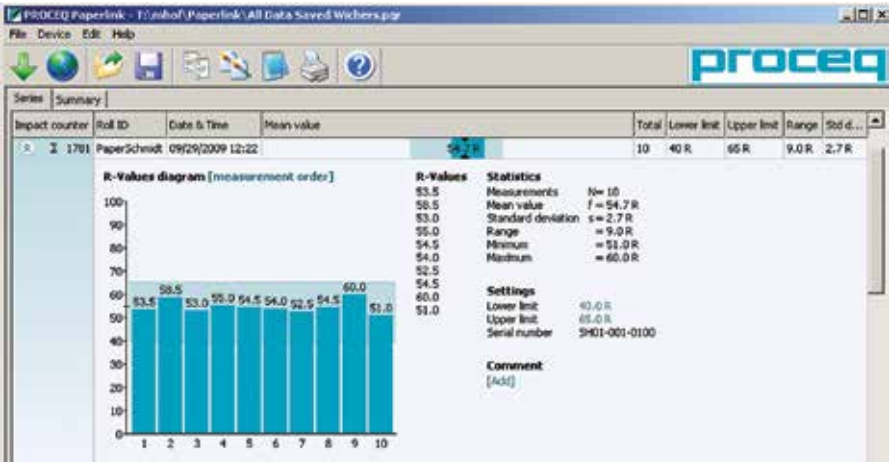 PROCEQ Paperlink - T:\mhof\Paperlink\All Data Saved Wichers.pqr
File Device Edit Help
proceq
Series Summary
Impact counter Roll ID Date & Time Mean value Total Lower limit Upper limit Range Std d...
1781 PaperSchmidt 09/29/2009 12:22 54.7 R 10 40 R 65 R 9.0 R 2.7 R
R-Values diagram [measurement order]
100
90
80
70
60
50
40
30
20
10
0
53.5 58.5 53.0 55.0 54.5 54.0 52.5 54.5 60.0 51.0
1 2 3 4 5 6 7 8 9 10
R-Values
53.5
58.5
53.0
55.0
54.5
54.0
52.5
54.5
60.0
51.0
Statistics
Measurements N= 10
Mean value r̄ = 54.7 R
Standard deviation s = 2.7 R
Range = 9.0 R
Minimum = 51.0 R
Maximum = 60.0 R
Settings
Lower limit 40.0 R
Upper limit 65.0 R
Serial number SH01-001-0100
Comment
[Add]